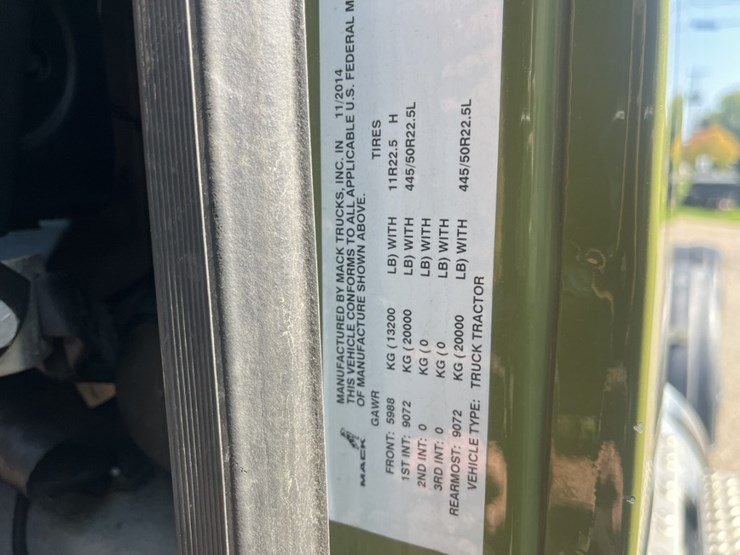 MACK
MANUFACTURED BY MACK TRUCKS, INC. IN 11/2014
THIS VEHICLE CONFORMS TO ALL APPLICABLE U.S. FEDERAL M
OF MANUFACTURE SHOWN ABOVE.
GAWR TIRES
FRONT: 5988 KG ( 13200 LB) WITH 11R22.5 H
1ST INT: 9072 KG ( 20000 LB) WITH 445/50R22.5L
2ND INT: 0 KG ( 0 LB) WITH
3RD INT: 0 KG ( 0 LB) WITH
REARMOST: 9072 KG ( 20000 LB) WITH 445/50R22.5L
VEHICLE TYPE: TRUCK TRACTOR